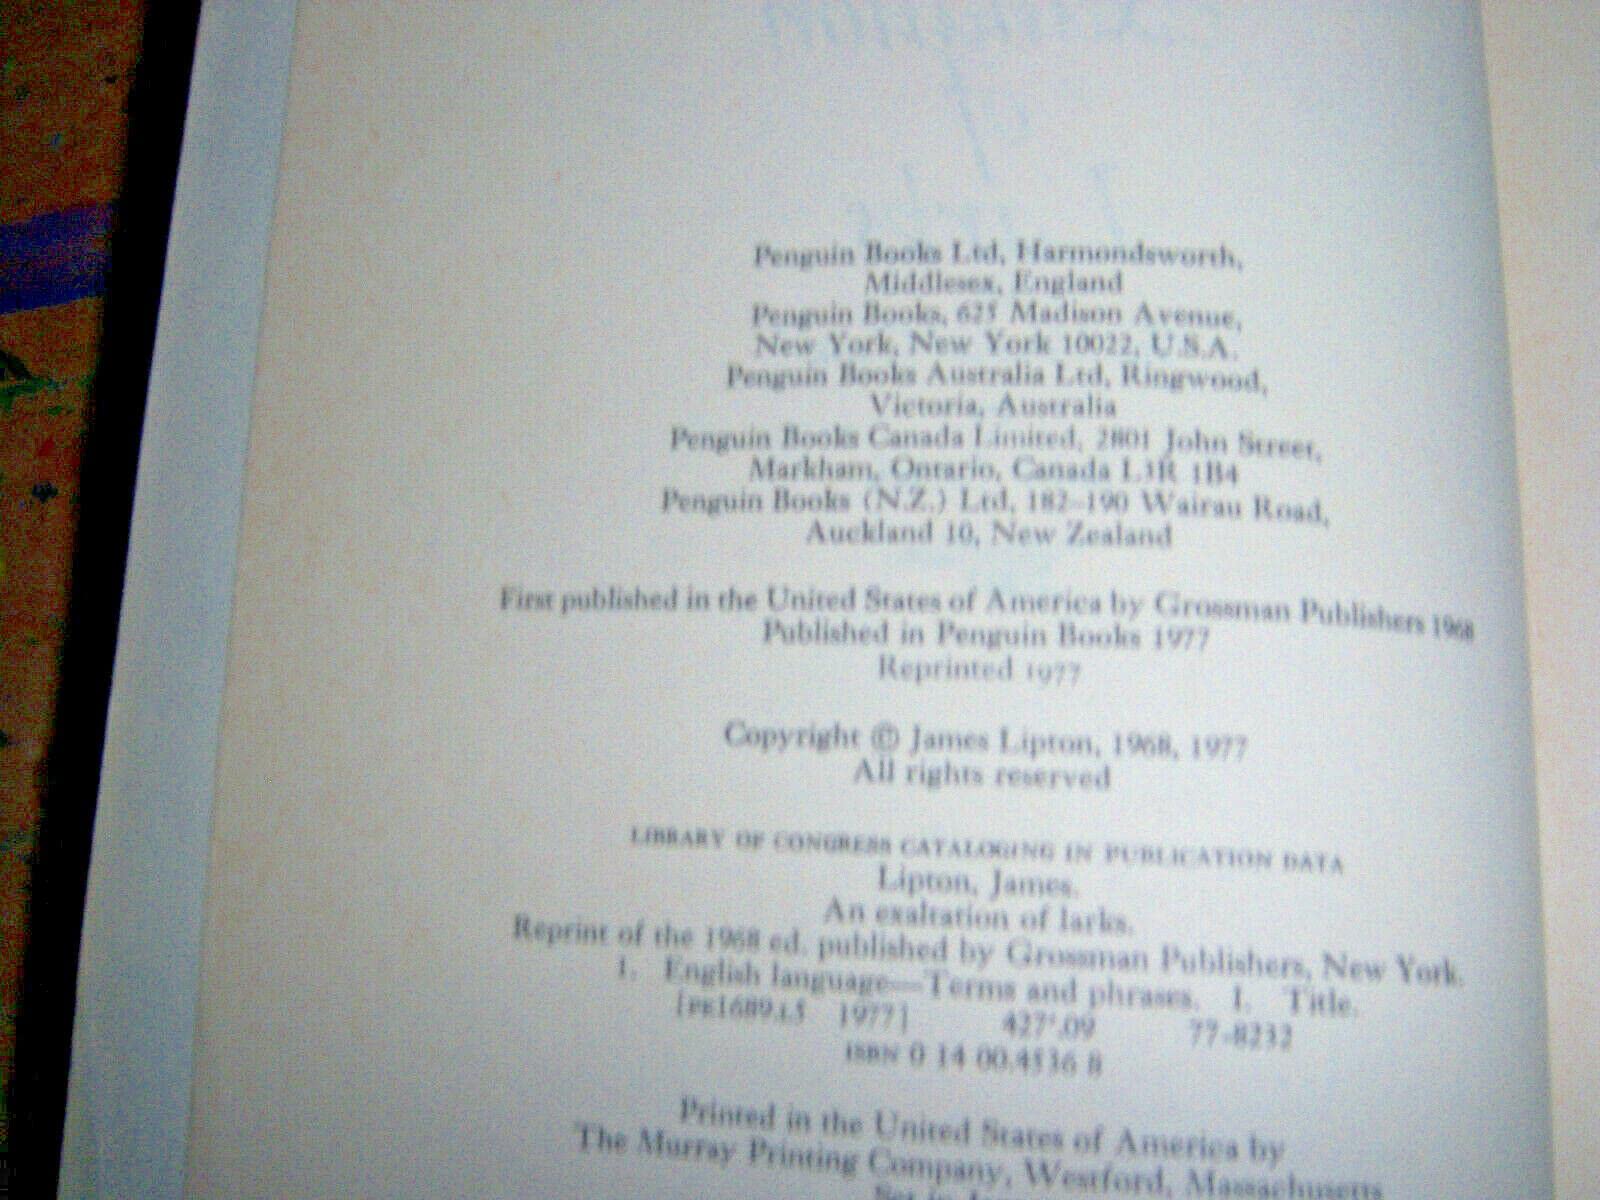 Penguin Books Ltd, Harmondsworth,
Middlesex, England
Penguin Books, 625 Madison Avenue,
New York, New York 10022, U.S.A.
Penguin Books Australia Ltd, Ringwood,
Victoria, Australia
Penguin Books Canada Limited, 2801 John Street,
Markham, Ontario, Canada L3R 1B4
Penguin Books (N.Z.) Ltd, 182–190 Wairau Road,
Auckland 10, New Zealand
First published in the United States of America by Grossman Publishers 1968
Published in Penguin Books 1977
Reprinted 1977
Copyright © James Lipton, 1968, 1977
All rights reserved
LIBRARY OF CONGRESS CATALOGING IN PUBLICATION DATA
Lipton, James.
An exaltation of larks.
Reprint of the 1968 ed. published by Grossman Publishers, New York.
1. English language—Terms and phrases. I. Title.
[PE1689.L5 1977] 427'.09 77-8232
ISBN 0 14 00.4536 8
Printed in the United States of America by
The Murray Printing Company, Westford, Massachusetts
Set in